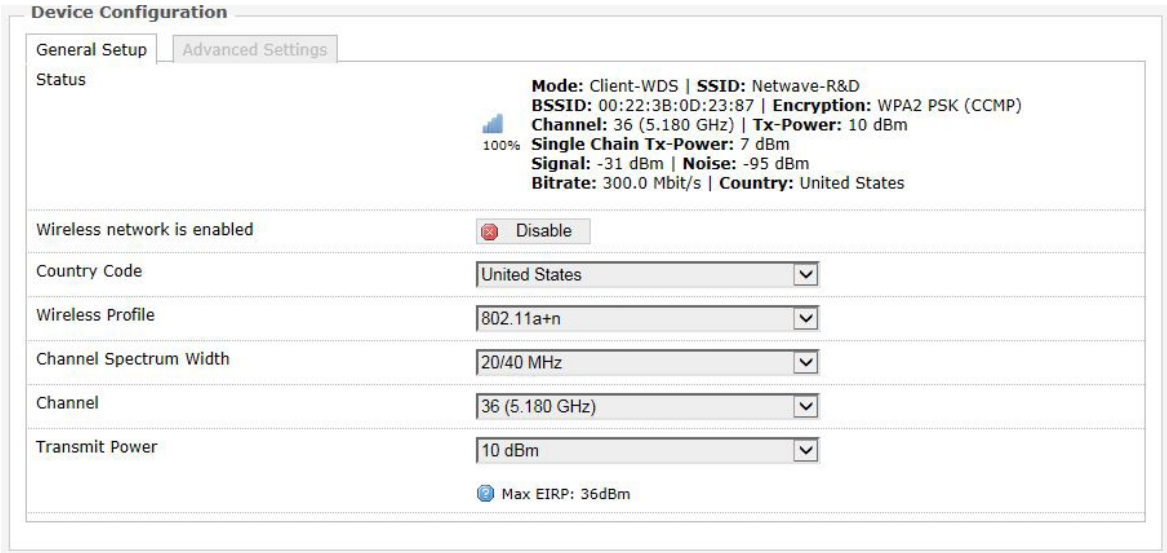 Device Configuration
General Setup
Advanced Settings
Status
Mode: Client-WDS | SSID: Netwave-R&D
BSSID: 00:22:3B:0D:23:87 | Encryption: WPA2 PSK (CCMP)
Channel: 36 (5.180 GHz) | Tx-Power: 10 dBm
100% Single Chain Tx-Power: 7 dBm
Signal: -31 dBm | Noise: -95 dBm
Bitrate: 300.0 Mbit/s | Country: United States
Wireless network is enabled
Disable
Country Code
United States
Wireless Profile
802.11a+n
Channel Spectrum Width
20/40 MHz
Channel
36 (5.180 GHz)
Transmit Power
10 dBm
? Max EIRP: 36dBm